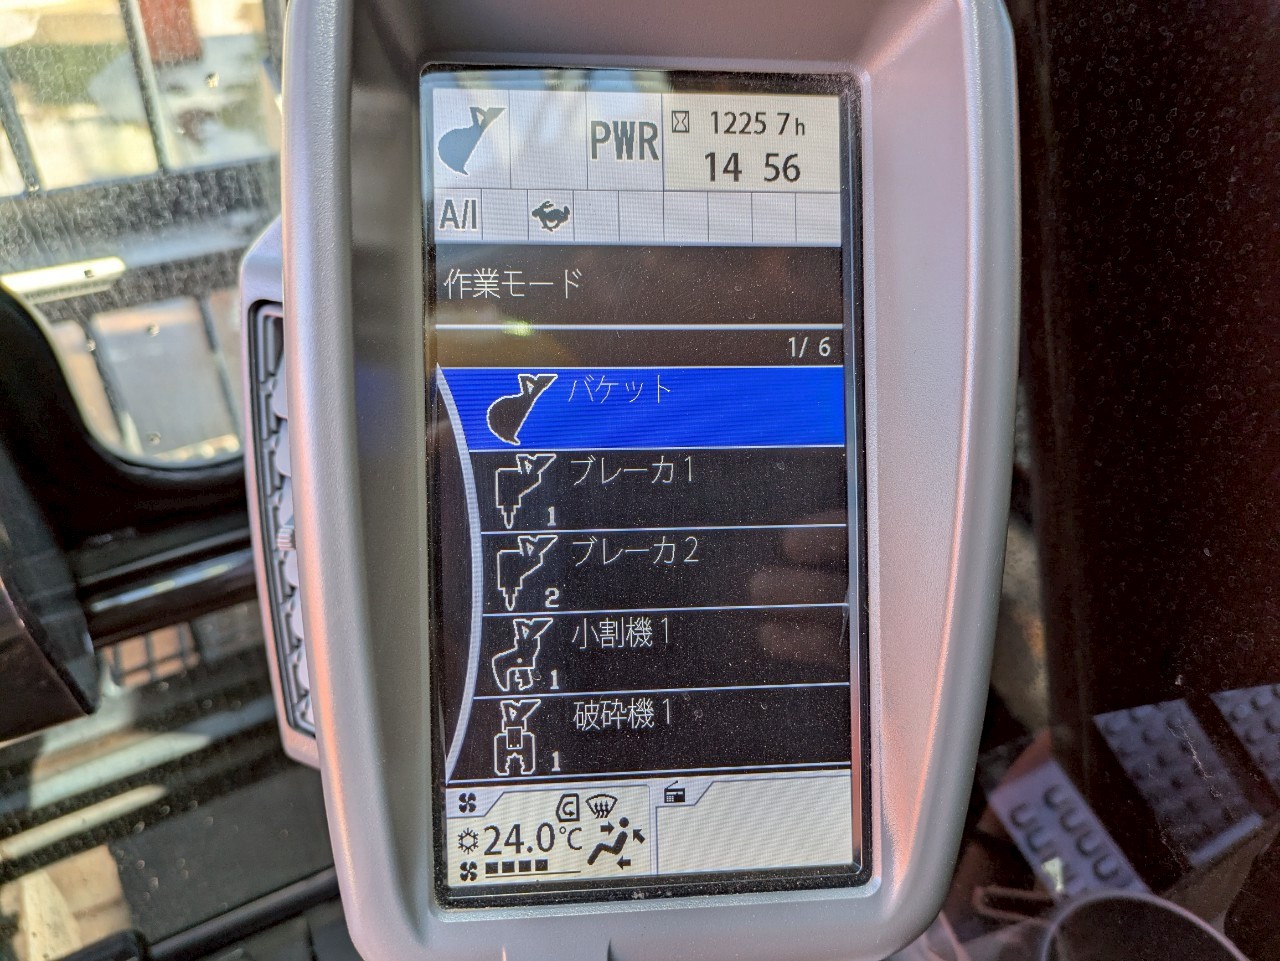 PWR
1225 7h
14 56
A/I
作業モード
1/ 6
バケット
ブレーカ1
1
ブレーカ2
2
小割機1
1
破砕機1
1
24.0℃